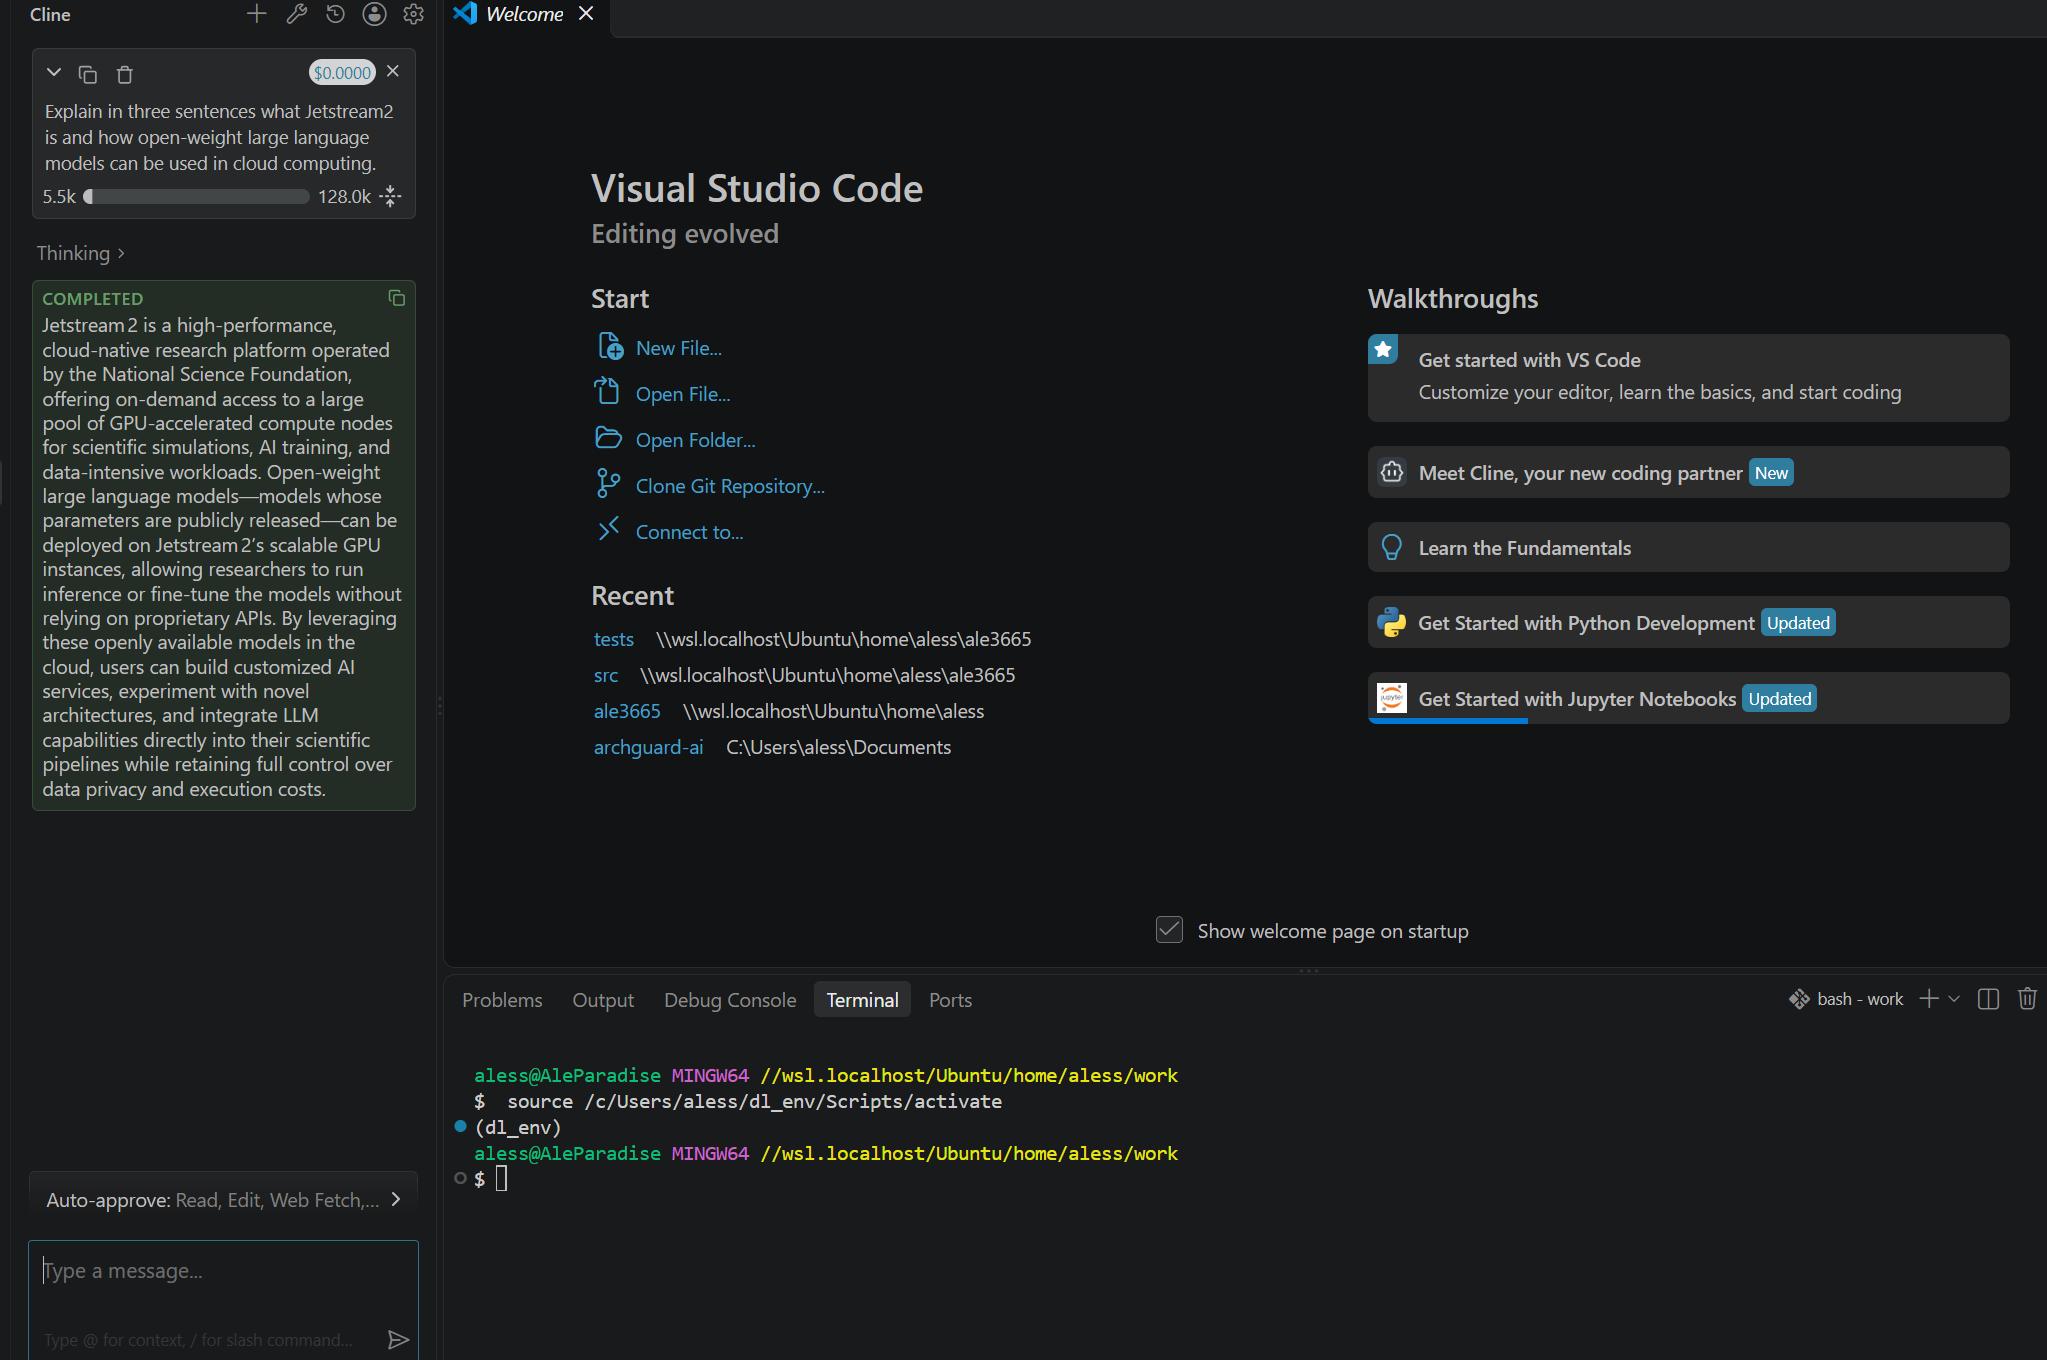 Cline
$0.0000
Explain in three sentences what Jetstream2
is and how open-weight large language
models can be used in cloud computing.
5.5k 128.0k
Thinking >
COMPLETED
Jetstream 2 is a high-performance,
cloud-native research platform operated
by the National Science Foundation,
offering on-demand access to a large
pool of GPU-accelerated compute nodes
for scientific simulations, AI training, and
data-intensive workloads. Open-weight
large language models—models whose
parameters are publicly released—can be
deployed on Jetstream 2's scalable GPU
instances, allowing researchers to run
inference or fine-tune the models without
relying on proprietary APIs. By leveraging
these openly available models in the
cloud, users can build customized AI
services, experiment with novel
architectures, and integrate LLM
capabilities directly into their scientific
pipelines while retaining full control over
data privacy and execution costs.
Auto-approve: Read, Edit, Web Fetch,...
Type a message...
Type @ for context, / for slash command...
Welcome
Visual Studio Code
Editing evolved
Start
New File...
Open File...
Open Folder...
Clone Git Repository...
Connect to...
Recent
tests \\wsl.localhost\Ubuntu\home\aless\ale3665
src \\wsl.localhost\Ubuntu\home\aless\ale3665
ale3665 \\wsl.localhost\Ubuntu\home\aless
archguard-ai C:\Users\aless\Documents
Walkthroughs
Get started with VS Code
Customize your editor, learn the basics, and start coding
Meet Cline, your new coding partner New
Learn the Fundamentals
Get Started with Python Development Updated
jupyter
Get Started with Jupyter Notebooks Updated
Show welcome page on startup
Problems Output Debug Console Terminal Ports
bash - work
aless@AleParadise MINGW64 //wsl.localhost/Ubuntu/home/aless/work
$ source /c/Users/aless/dl_env/Scripts/activate
(dl_env)
aless@AleParadise MINGW64 //wsl.localhost/Ubuntu/home/aless/work
$